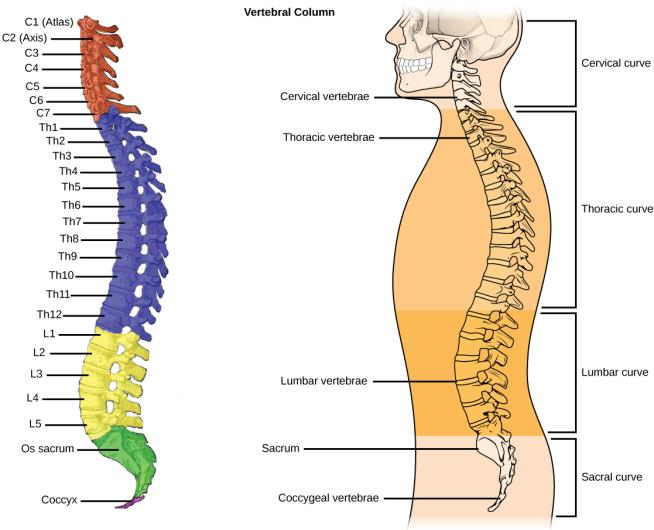 C1 (Atlas)
C2 (Axis)
C3
C4
C5
C6
C7
Th1
Th2
Th3
Th4
Th5
Th6
Th7
Th8
Th9
Th10
Th11
Th12
L1
L2
L3
L4
L5
Os sacrum
Coccyx
Vertebral Column
Cervical vertebrae
Thoracic vertebrae
Lumbar vertebrae
Sacrum
Coccygeal vertebrae
Cervical curve
Thoracic curve
Lumbar curve
Sacral curve